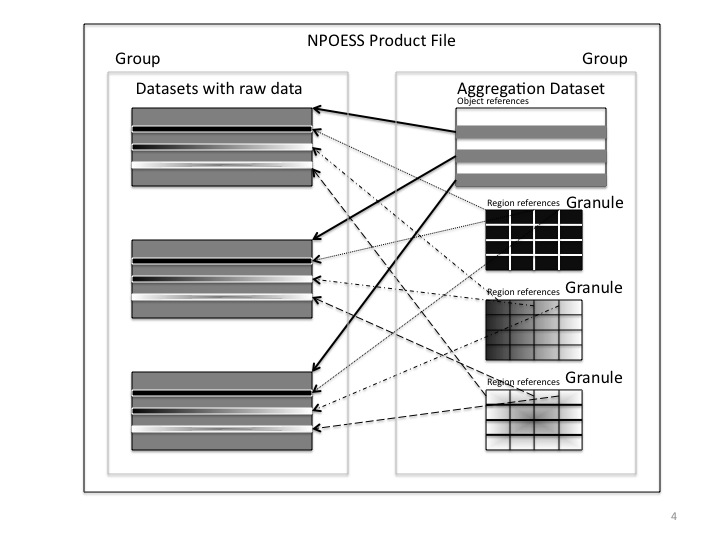 NPOESS Product File
Group
Group
Datasets with raw data
Aggregation Dataset
Object references
Region references
Granule
Region references
Granule
Region references
Granule
4